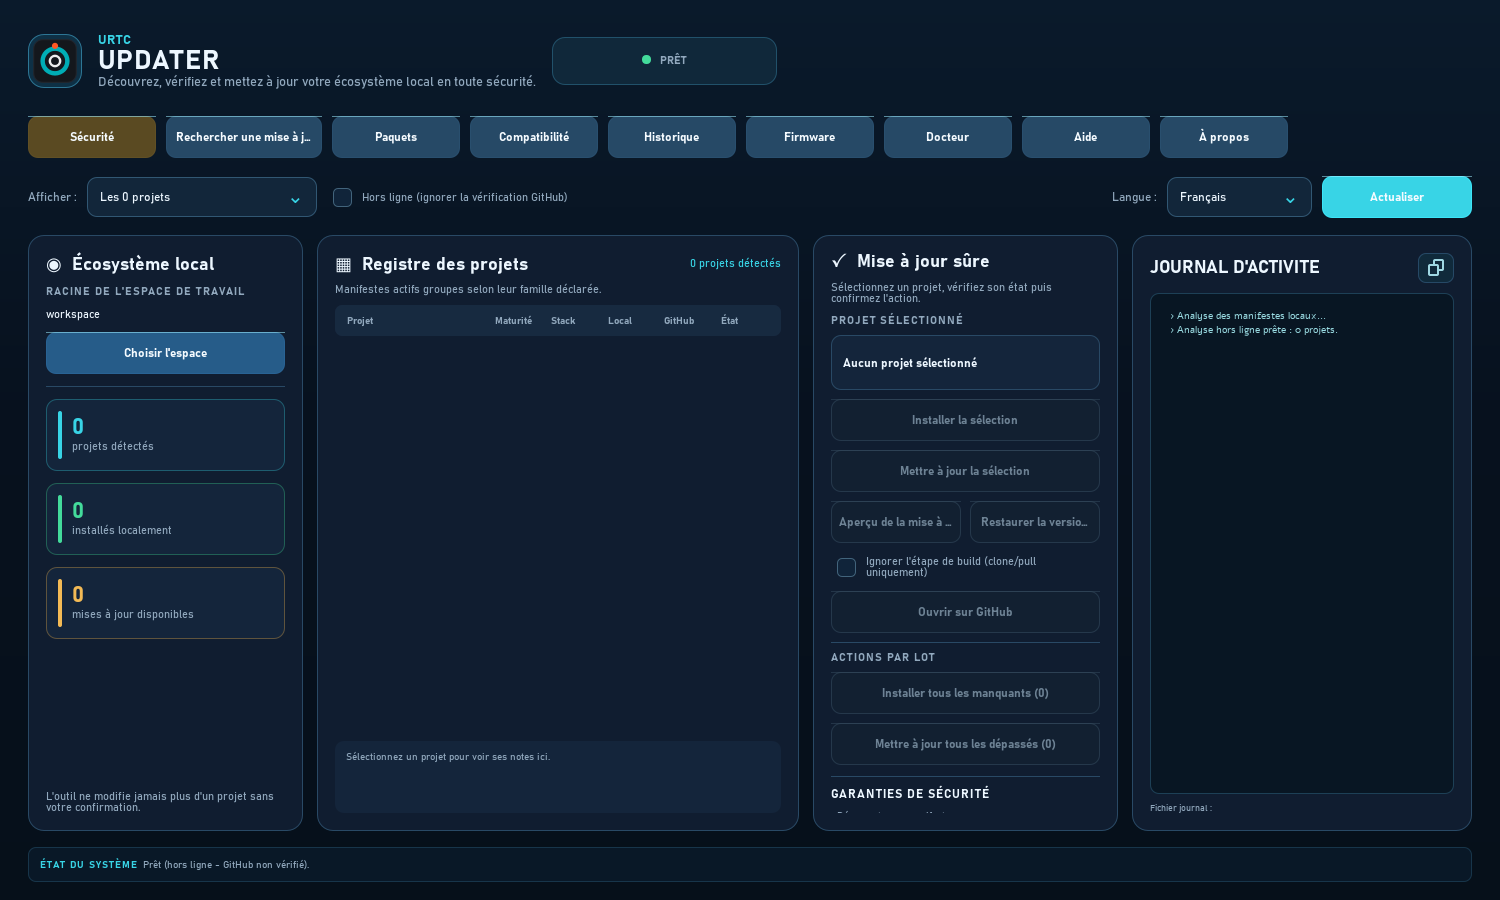 URTC
UPDATER
Découvrez, vérifiez et mettez à jour votre écosystème local en toute sécurité.
PRÊT
Sécurité
Rechercher une mise à j…
Paquets
Compatibilité
Historique
Firmware
Docteur
Aide
À propos
Afficher :
Les 0 projets
Hors ligne (ignorer la vérification GitHub)
Langue :
Français
Actualiser
Écosystème local
RACINE DE L'ESPACE DE TRAVAIL
workspace
Choisir l'espace
0
projets détectés
0
installés localement
0
mises à jour disponibles
L'outil ne modifie jamais plus d'un projet sans
votre confirmation.
Registre des projets
0 projets détectés
Manifestes actifs groupes selon leur famille déclarée.
Projet Maturité Stack Local GitHub État
Sélectionnez un projet pour voir ses notes ici.
Mise à jour sûre
Sélectionnez un projet, vérifiez son état puis
confirmez l'action.
PROJET SÉLECTIONNÉ
Aucun projet sélectionné
Installer la sélection
Mettre à jour la sélection
Aperçu de la mise à …
Restaurer la versio…
Ignorer l'étape de build (clone/pull
uniquement)
Ouvrir sur GitHub
ACTIONS PAR LOT
Installer tous les manquants (0)
Mettre à jour tous les dépassés (0)
GARANTIES DE SÉCURITÉ
JOURNAL D'ACTIVITE
› Analyse des manifestes locaux...
› Analyse hors ligne prête : 0 projets.
Fichier journal :
ÉTAT DU SYSTÈME Prêt (hors ligne - GitHub non vérifié).